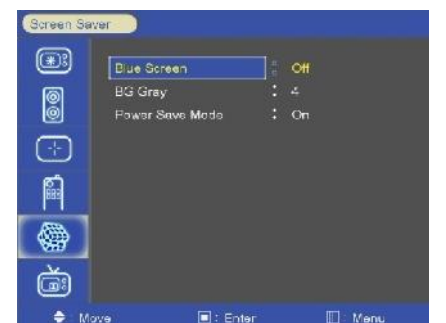 Screen Saver
Blue Screen : Off
BG Gray : 4
Power Save Mode : On
: Move : Enter : Menu